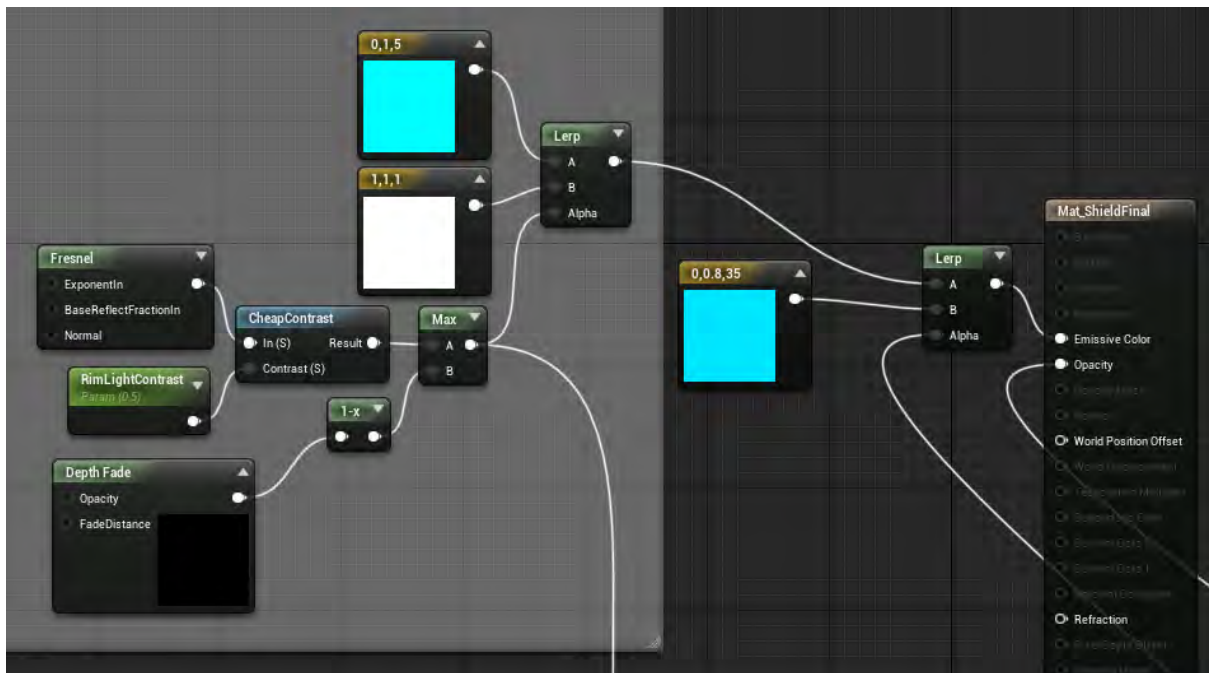 0,1,5
Lerp
A
B
Alpha
1,1,1
Mat_ShieldFinal
Fresnel
ExponentIn
BaseReflectFractionIn
Normal
0,0.8,35
Lerp
A
B
Alpha
CheapContrast
In (S) Result
Contrast (S)
Max
A
B
RimLightContrast
Param (0.5)
1-x
Depth Fade
Opacity
FadeDistance
Emissive Color
Opacity
World Position Offset
Refraction